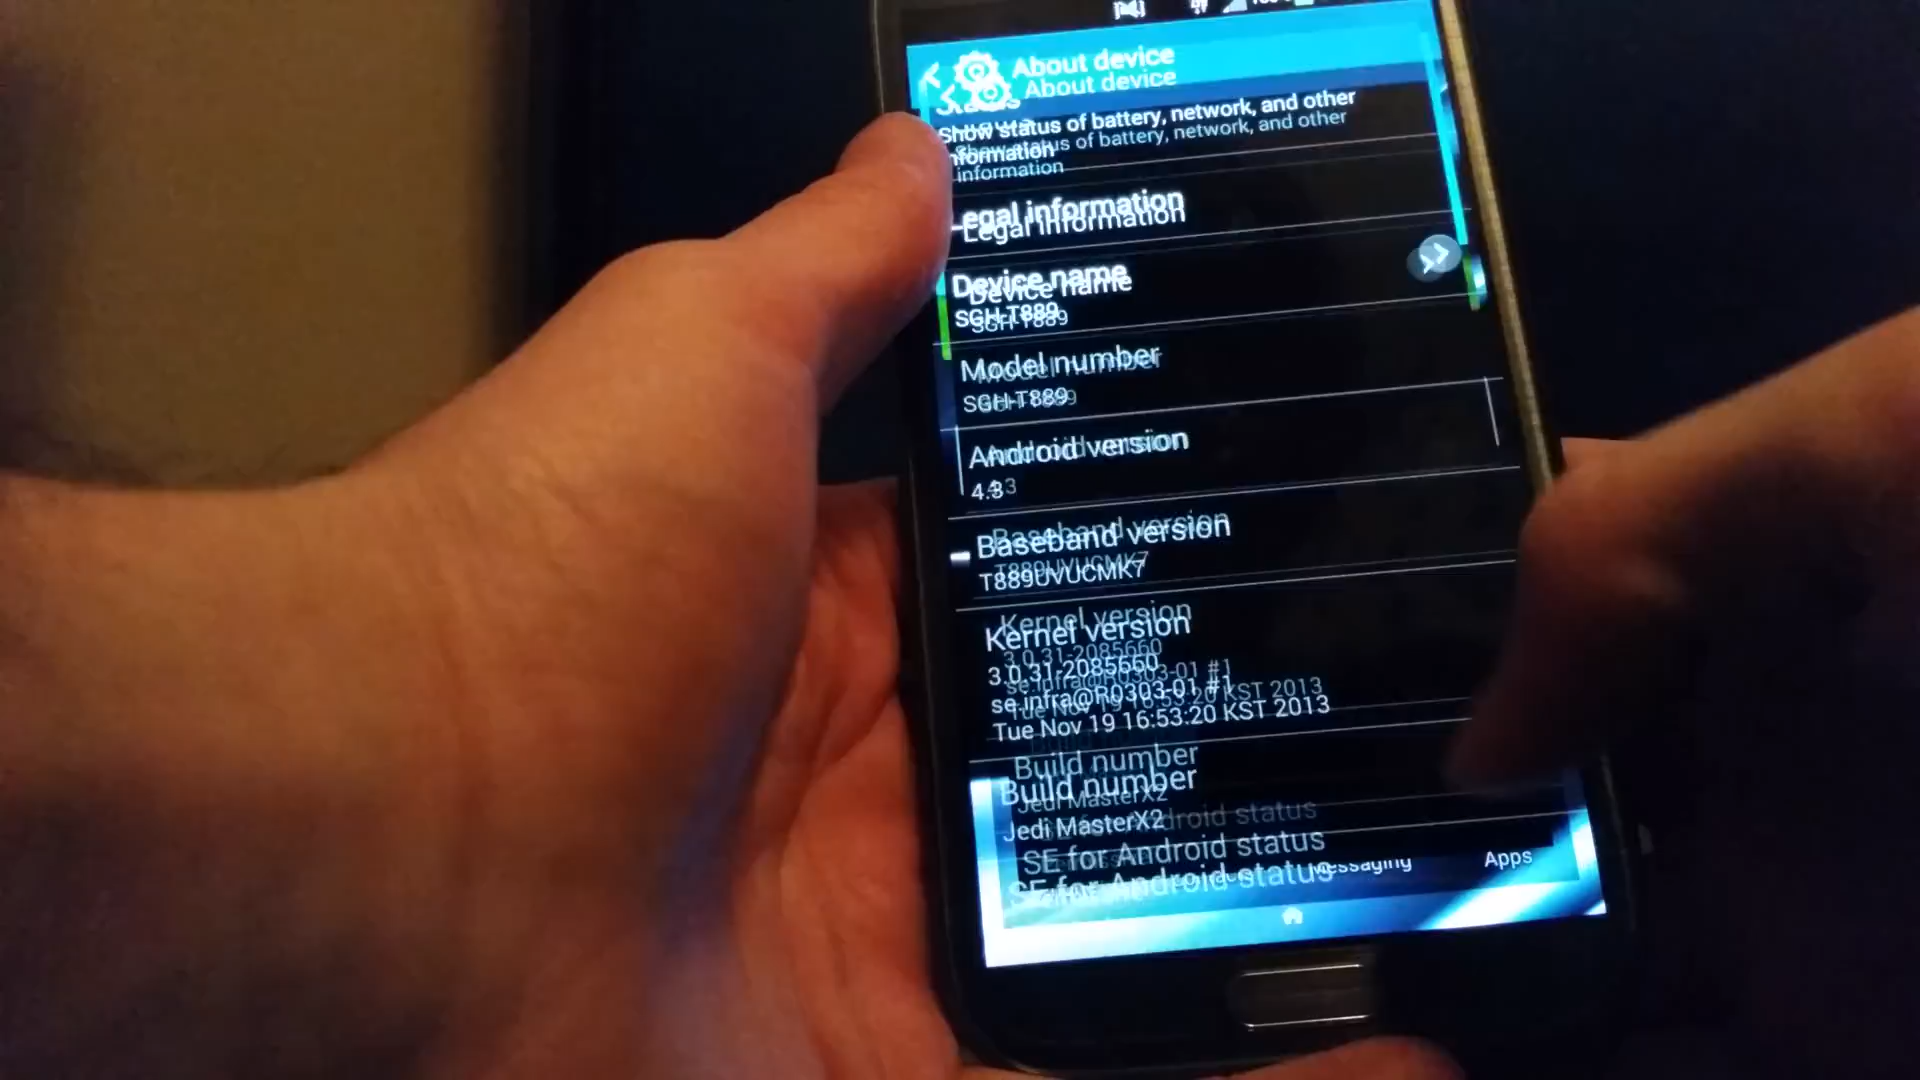 About device
Status
Show status of battery, network, and other
information
Legal information
Device name
SGH-T889
Model number
SGH-T889
Android version
4.3
Baseband version
T889UVUCMK7
Kernel version
3.0.31-2085660
se.infra@R0303-01 #1
Tue Nov 19 16:53:20 KST 2013
Build number
Jedi MasterX2
SE for Android status
Messaging
Apps